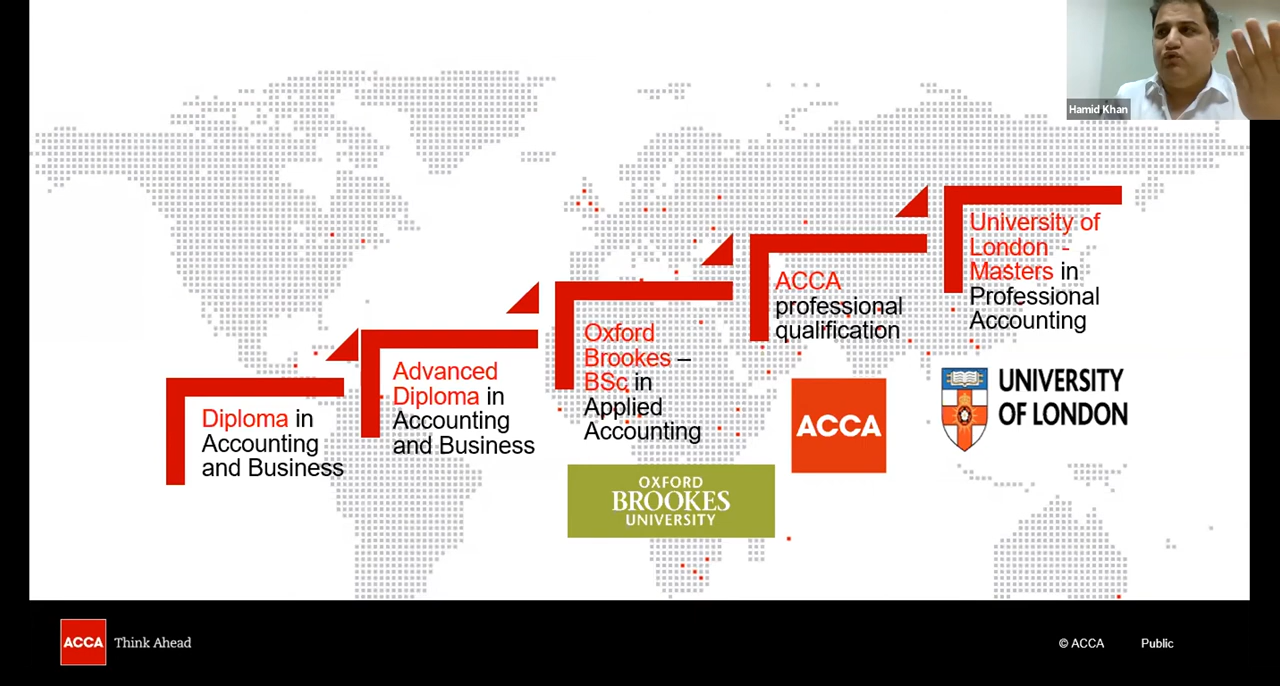 Hamid Khan
Diploma in
Accounting
and Business
Advanced
Diploma in
Accounting
and Business
Oxford
Brookes –
BSc in
Applied
Accounting
OXFORD
BROOKES
UNIVERSITY
ACCA
professional
qualification
ACCA
University of
London -
Masters in
Professional
Accounting
UNIVERSITY
OF LONDON
ACCA
Think Ahead
© ACCA
Public